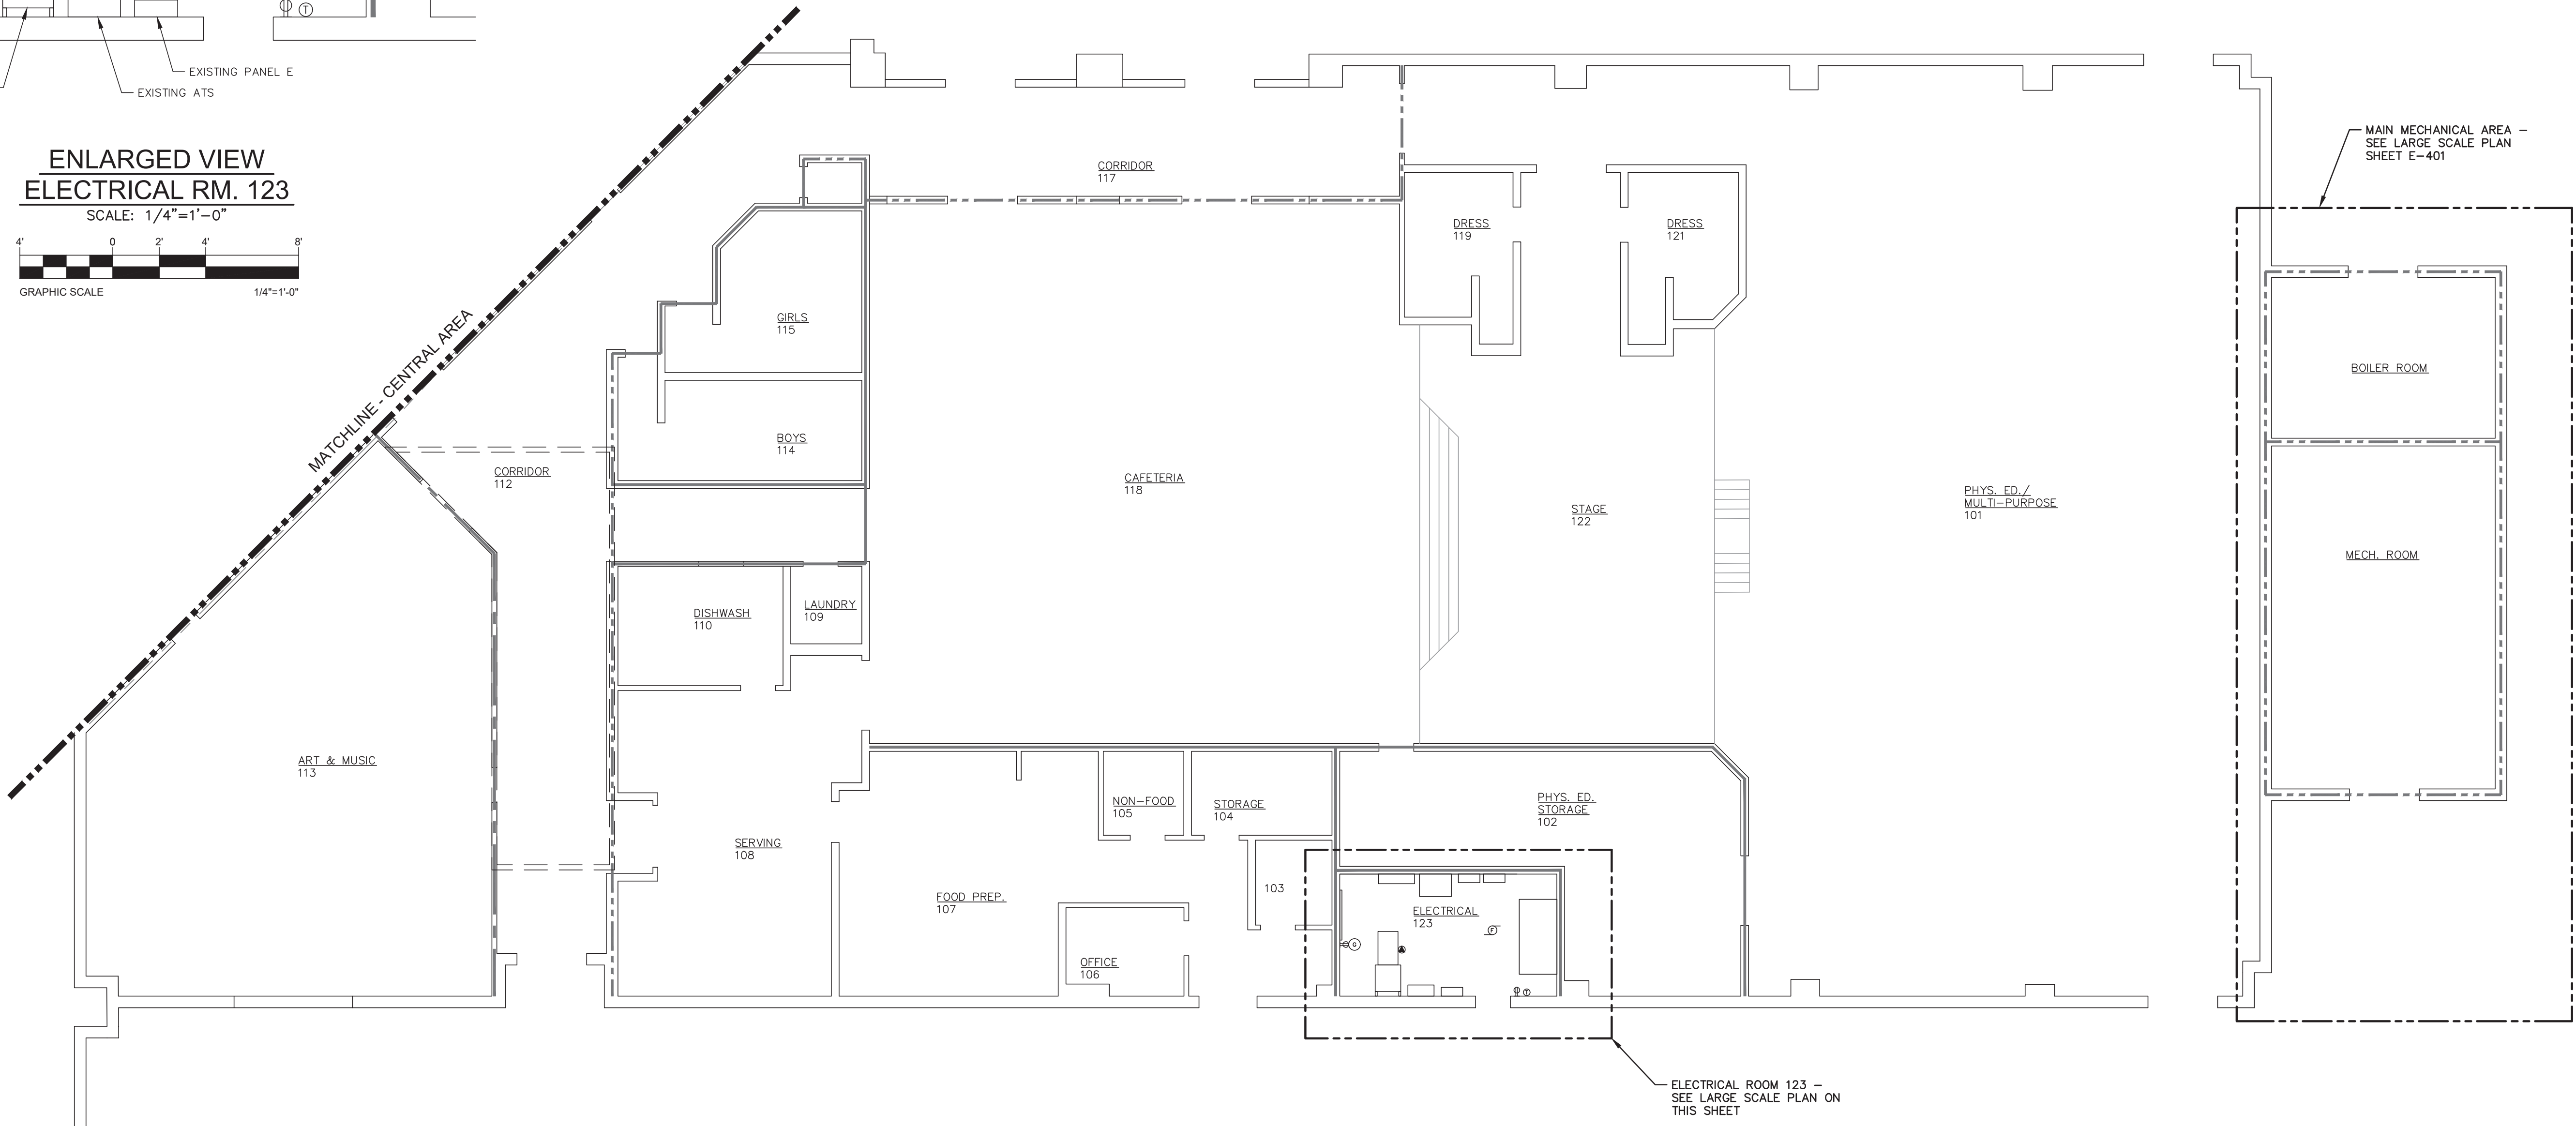 T
EXISTING PANEL E
EXISTING ATS
ENLARGED VIEW
ELECTRICAL RM. 123
SCALE: 1/4"=1'-0"
4' 0 2' 4' 8'
GRAPHIC SCALE 1/4"=1'-0"
MATCHLINE - CENTRAL AREA
CORRIDOR
117
MAIN MECHANICAL AREA -
SEE LARGE SCALE PLAN
SHEET E-401
DRESS
119
DRESS
121
GIRLS
115
BOILER ROOM
BOYS
114
CORRIDOR
112
CAFETERIA
118
STAGE
122
PHYS. ED./
MULTI-PURPOSE
101
MECH. ROOM
DISHWASH
110
LAUNDRY
109
ART & MUSIC
113
NON-FOOD
105
STORAGE
104
PHYS. ED.
STORAGE
102
SERVING
108
FOOD PREP.
107
103
ELECTRICAL
123
F
G
OFFICE
106
T
ELECTRICAL ROOM 123 -
SEE LARGE SCALE PLAN ON
THIS SHEET